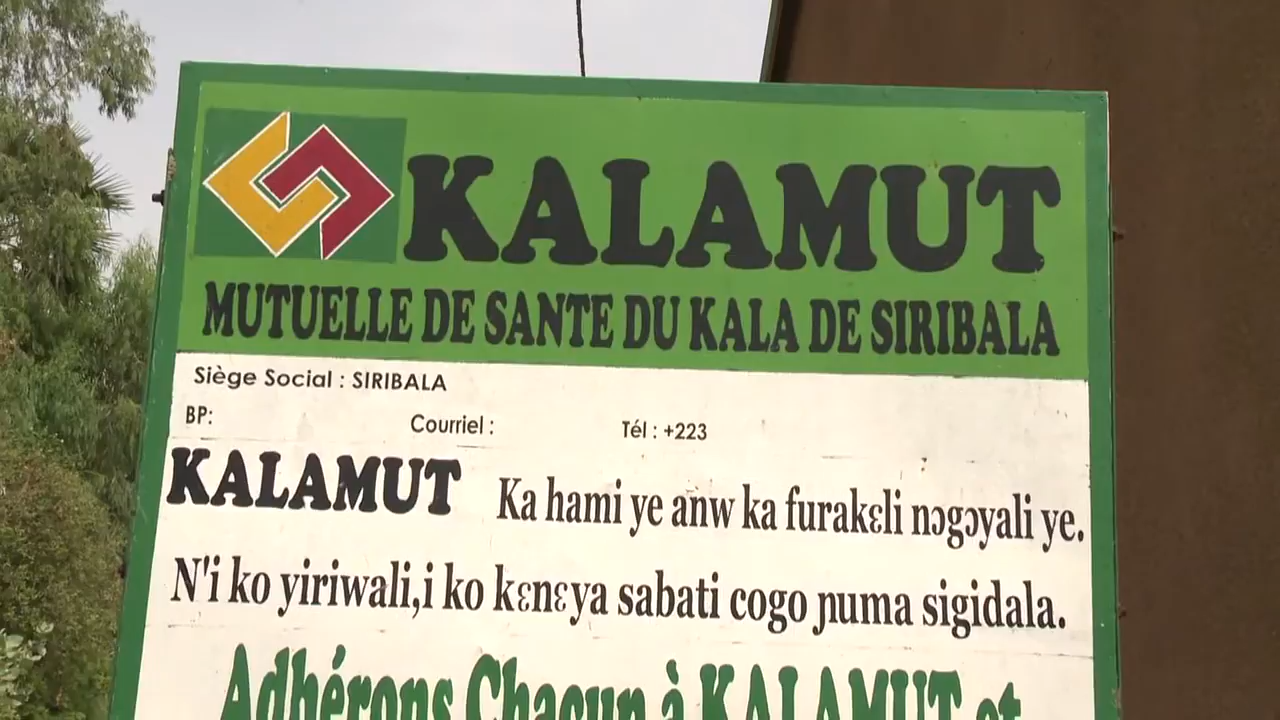 KALAMUT
MUTUELLE DE SANTE DU KALA DE SIRIBALA
Siège Social : SIRIBALA
BP: Courriel : Tél : +223
KALAMUT Ka hami ye anw ka furakɛli nɔgɔyali ye.
N'i ko yiriwali,i ko kɛnɛya sabati cogo ɲuma sigidala.
Adhérons Chacun à KALAMUT et